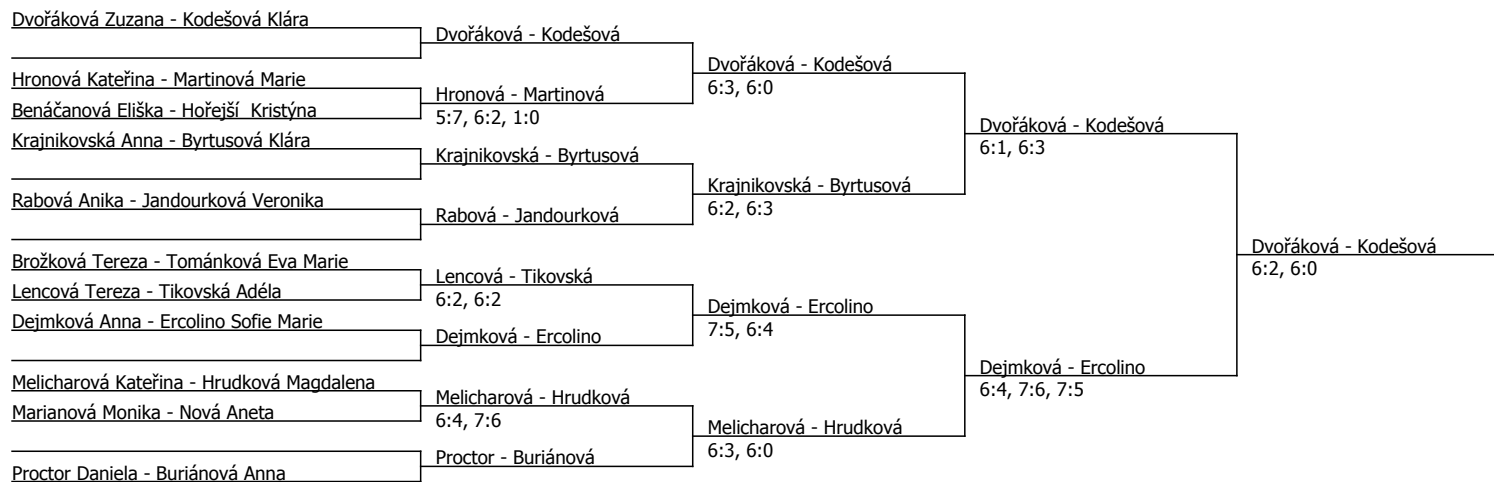 Dvořáková Zuzana - Kodešová Klára
Hronová Kateřina - Martinová Marie
Benáčanová Eliška - Hořejší  Kristýna
Krajnikovská Anna - Byrtusová Klára
Rabová Anika - Jandourková Veronika
Brožková Tereza - Tománková Eva Marie
Lencová Tereza - Tikovská Adéla
Dejmková Anna - Ercolino Sofie Marie
Melicharová Kateřina - Hrudková Magdalena
Marianová Monika - Nová Aneta
Proctor Daniela - Buriánová Anna
Dvořáková - Kodešová
Hronová - Martinová
5:7, 6:2, 1:0
Krajnikovská - Byrtusová
Rabová - Jandourková
Lencová - Tikovská
6:2, 6:2
Dejmková - Ercolino
Melicharová - Hrudková
6:4, 7:6
Proctor - Buriánová
Dvořáková - Kodešová
6:3, 6:0
Krajnikovská - Byrtusová
6:2, 6:3
Dejmková - Ercolino
7:5, 6:4
Melicharová - Hrudková
6:3, 6:0
Dvořáková - Kodešová
6:1, 6:3
Dejmková - Ercolino
6:4, 7:6, 7:5
Dvořáková - Kodešová
6:2, 6:0